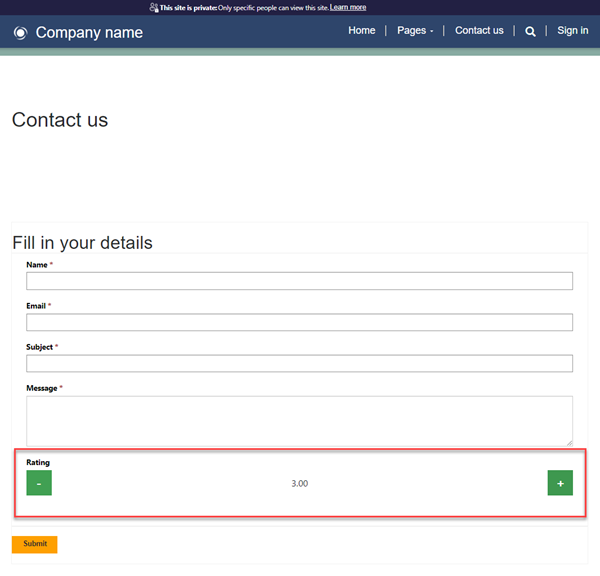 This site is private: Only specific people can view this site. Learn more
Company name Home Pages Contact us Sign in
Contact us
Fill in your details
Name *
Email *
Subject *
Message *
Rating
- 3.00 +
Submit